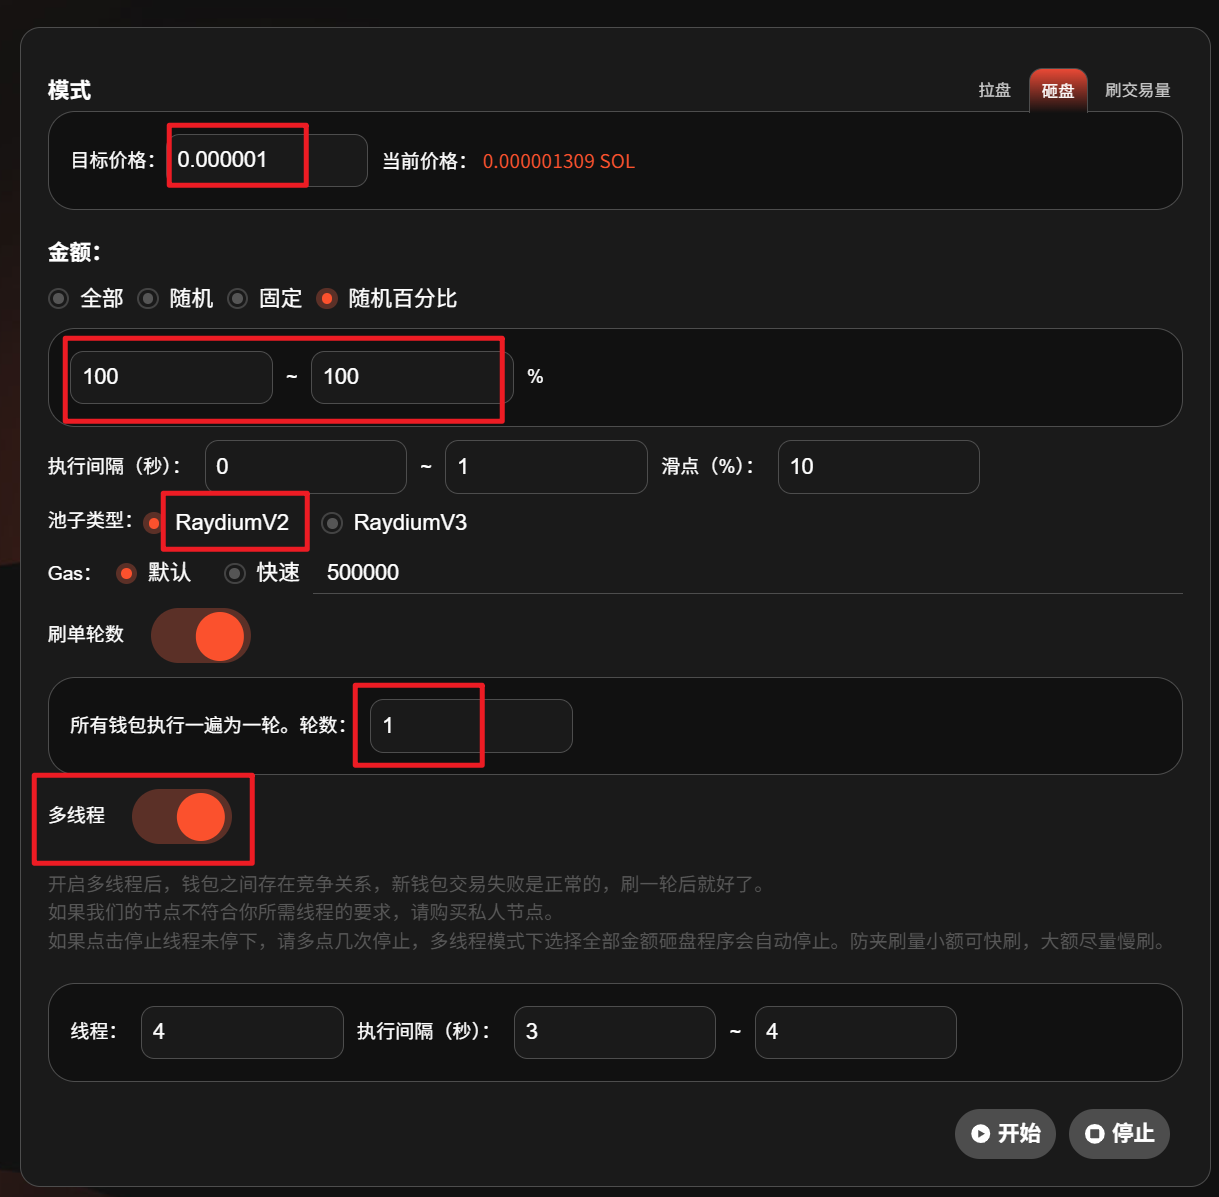 模式 拉盘 砸盘 刷交易量
目标价格： 0.000001 当前价格： 0.000001309 SOL
金额：
全部 随机 固定 随机百分比
100 ~ 100 %
执行间隔（秒）： 0 ~ 1 滑点（%）： 10
池子类型： RaydiumV2 RaydiumV3
Gas： 默认 快速 500000
刷单轮数
所有钱包执行一遍为一轮。轮数： 1
多线程
开启多线程后，钱包之间存在竞争关系，新钱包交易失败是正常的，刷一轮后就好了。
如果我们的节点不符合你所需线程的要求，请购买私人节点。
如果点击停止线程未停下，请多点几次停止，多线程模式下选择全部金额砸盘程序会自动停止。防夹刷量小额可快刷，大额尽量慢刷。
线程： 4 执行间隔（秒）： 3 ~ 4
开始 停止